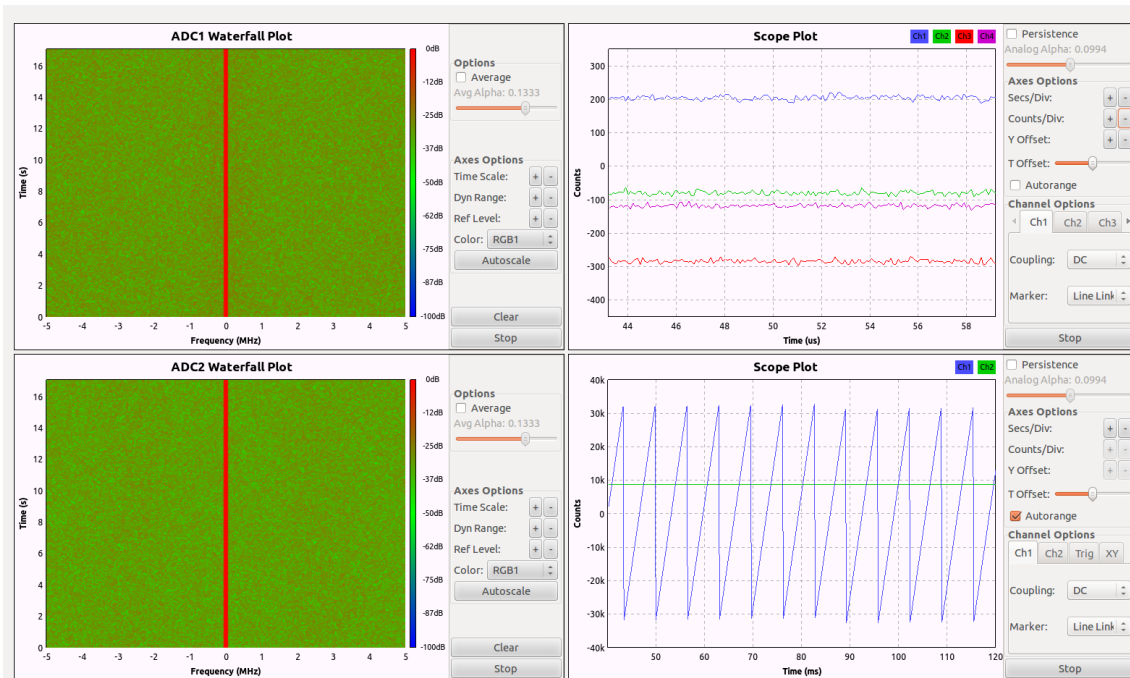 ADC1 Waterfall Plot
16
14
12
10
8
6
4
2
0
Time (s)
-5 -4 -3 -2 -1 0 1 2 3 4 5
Frequency (MHz)
0dB
-12dB
-25dB
-37dB
-50dB
-62dB
-75dB
-87dB
-100dB
Options
Average
Avg Alpha: 0.1333
Axes Options
Time Scale: + -
Dyn Range: + -
Ref Level: + -
Color: RGB1
Autoscale
Clear
Stop
Scope Plot
Ch1 Ch2 Ch3 Ch4
300
200
100
0
-100
-200
-300
-400
Counts
44 46 48 50 52 54 56 58
Time (us)
Persistence
Analog Alpha: 0.0994
Axes Options
Secs/Div: + -
Counts/Div: + -
Y Offset: + -
T Offset:
Autorange
Channel Options
Ch1 Ch2 Ch3
Coupling: DC
Marker: Line Link
Stop
ADC2 Waterfall Plot
16
14
12
10
8
6
4
2
0
Time (s)
-5 -4 -3 -2 -1 0 1 2 3 4 5
Frequency (MHz)
0dB
-12dB
-25dB
-37dB
-50dB
-62dB
-75dB
-87dB
-100dB
Options
Average
Avg Alpha: 0.1333
Axes Options
Time Scale: + -
Dyn Range: + -
Ref Level: + -
Color: RGB1
Autoscale
Clear
Stop
Scope Plot
Ch1 Ch2
40k
30k
20k
10k
0
-10k
-20k
-30k
-40k
Counts
50 60 70 80 90 100 110 120
Time (ms)
Persistence
Analog Alpha: 0.0994
Axes Options
Secs/Div: + -
Counts/Div: + -
Y Offset: + -
T Offset:
Autorange
Channel Options
Ch1 Ch2 Trig XY
Coupling: DC
Marker: Line Link
Stop